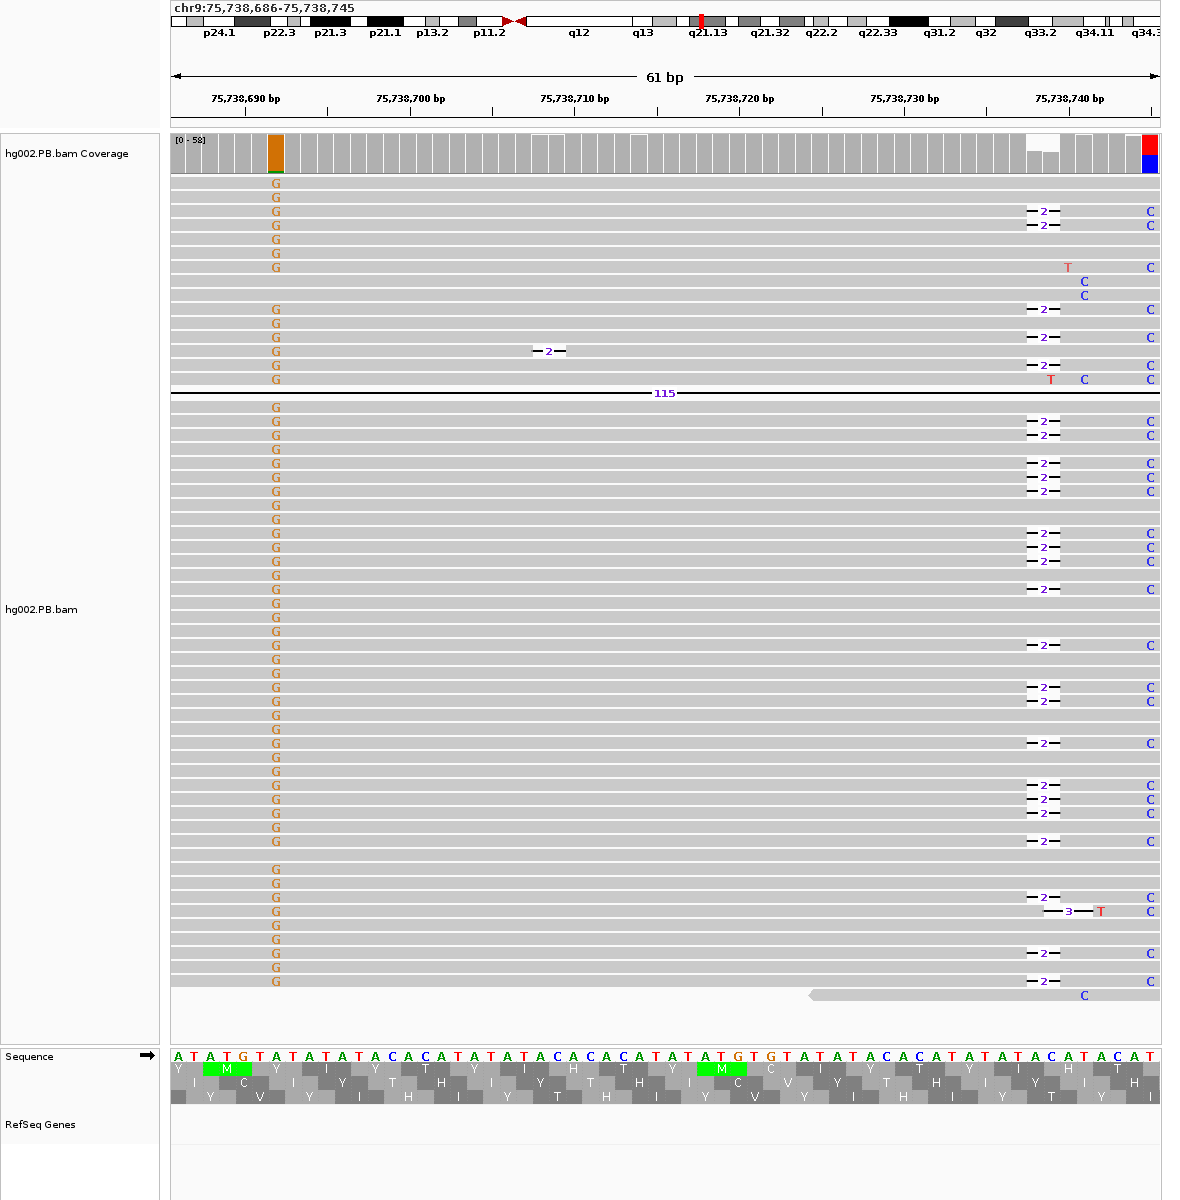 chr9:75,738,686-75,738,745
p24.1 p22.3 p21.3 p21.1 p13.2 p11.2 q12 q13 q21.13 q21.32 q22.2 q22.33 q31.2 q32 q33.2 q34.11 q34.3
61 bp
75,738,690 bp 75,738,700 bp 75,738,710 bp 75,738,720 bp 75,738,730 bp 75,738,740 bp
hg002.PB.bam Coverage [0 - 58]
G
G
G 2 C
G 2 C
G
G
G T C
C
C
G 2 C
G
G 2 C
G 2
G 2 C
G T C C
115
G
G 2 C
G 2 C
G
G 2 C
G 2 C
G 2 C
G
G
G 2 C
G 2 C
G 2 C
G
G 2 C
G
hg002.PB.bam
G
G
G 2 C
G
G
G 2 C
G 2 C
G
G
G 2 C
G
G
G 2 C
G 2 C
G 2 C
G
G 2 C
G
G
G 2 C
G 3 T C
G
G
G 2 C
G
G 2 C
C
Sequence A T A T G T A T A T A T A C A C A T A T A T A C A C A C A T A T A T G T G T A T A T A C A C A T A T A T A C A T A C A T
Y M Y I Y T Y I H T Y M C I Y T Y I H T
I C I Y T H I Y T H I C V Y T H I Y I H
Y V Y I H I Y T H I Y V Y I H I Y T Y I
RefSeq Genes